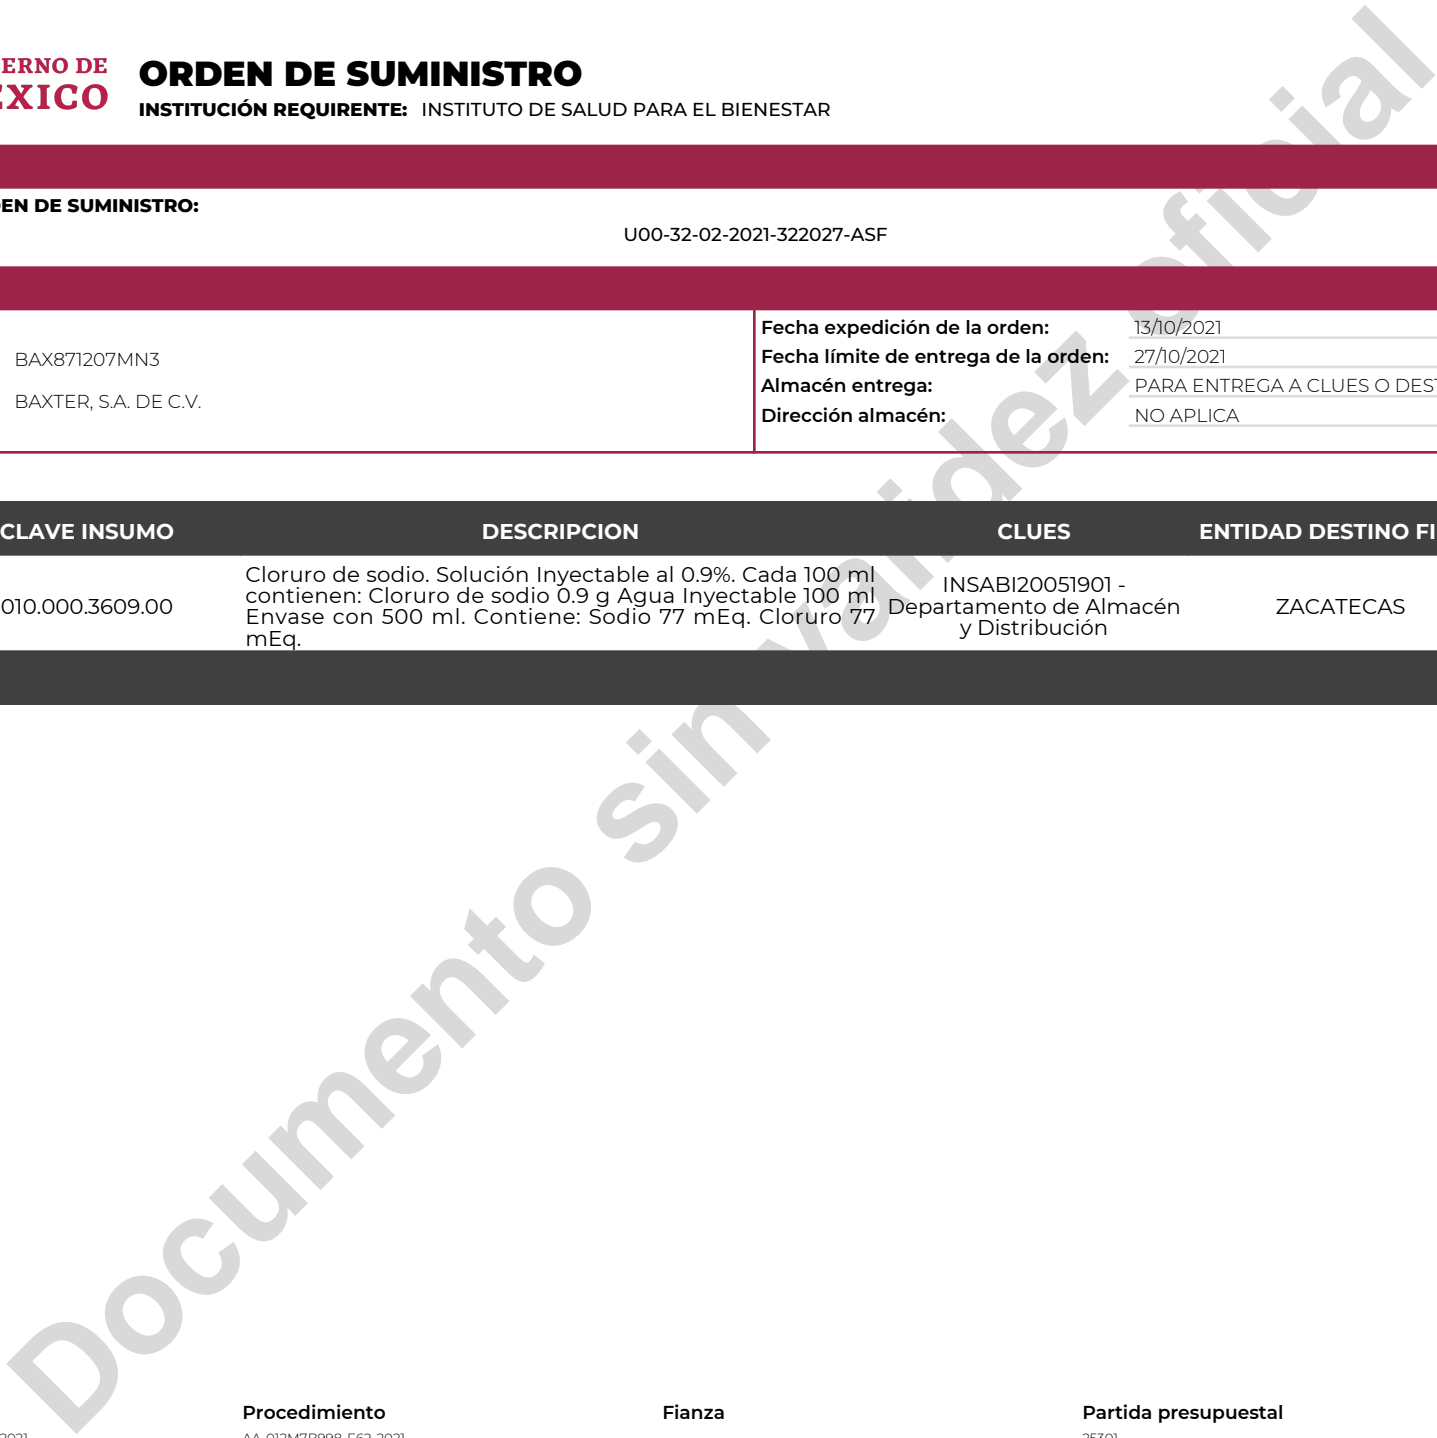 ERNO DE
ORDEN DE SUMINISTRO
INSTITUCIÓN REQUIRENTE: INSTITUTO DE SALUD PARA EL BIENESTAR
EN DE SUMINISTRO:
U00-32-02-2021-322027-ASF
BAX871207MN3
BAXTER, S.A. DE C.V.
Fecha expedición de la orden: 13/10/2021
Fecha límite de entrega de la orden: 27/10/2021
Almacén entrega: PARA ENTREGA A CLUES O DES
Dirección almacén: NO APLICA
CLAVE INSUMO DESCRIPCION CLUES ENTIDAD DESTINO FI
010.000.3609.00
Cloruro de sodio. Solución Inyectable al 0.9%. Cada 100 ml
contienen: Cloruro de sodio 0.9 g Agua Inyectable 100 ml
Envase con 500 ml. Contiene: Sodio 77 mEq. Cloruro 77
mEq.
INSABI20051901 -
Departamento de Almacén
y Distribución
ZACATECAS
Documento sin validez oficial
Procedimiento Fianza Partida presupuestal